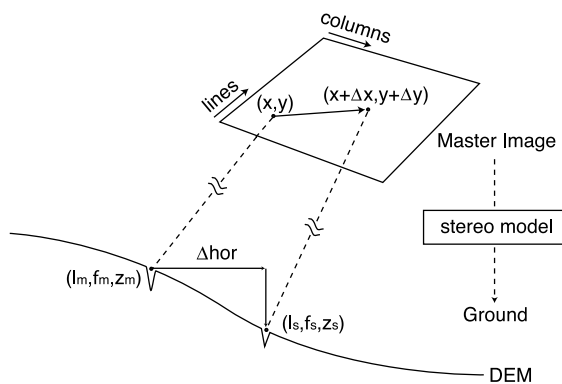 columns
lines
(x,y)
(x+Δx,y+Δy)
Master Image
stereo model
Ground
Δhor
(lm,fm,zm)
(ls,fs,zs)
DEM